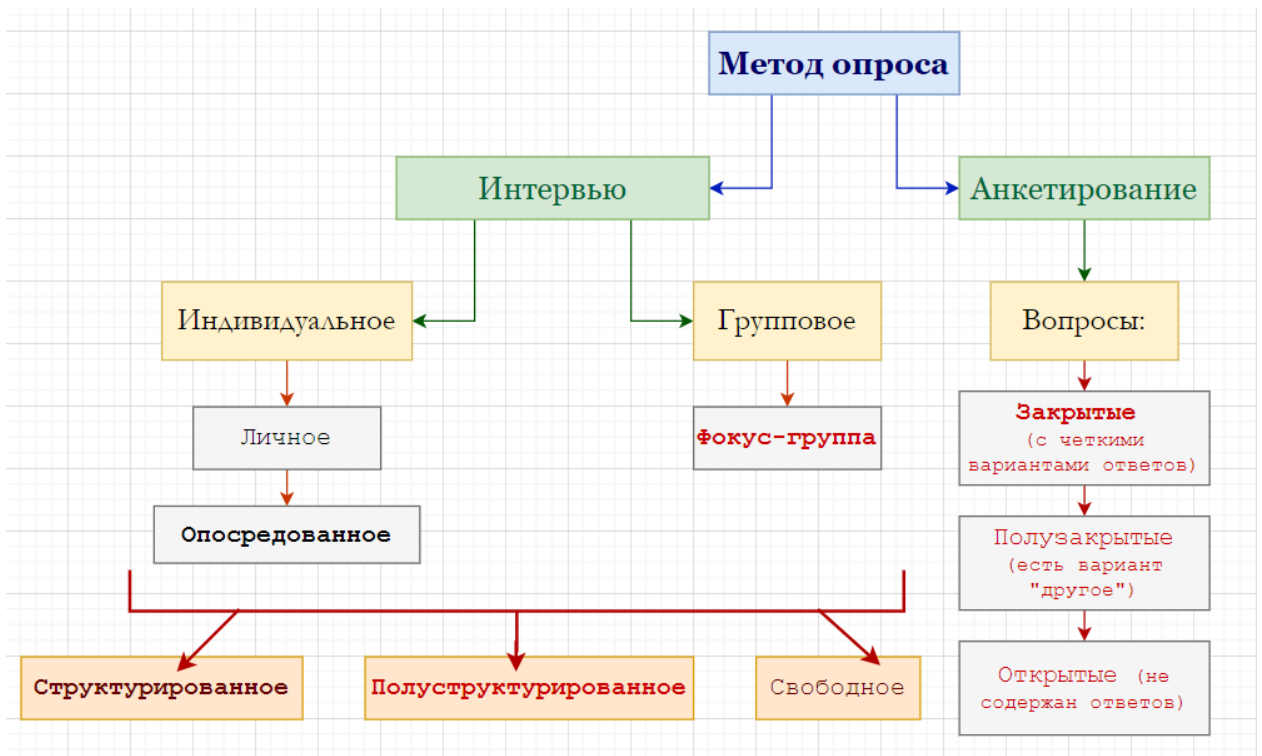 Метод опроса
Интервью
Анкетирование
Индивидуальное
Групповое
Вопросы:
Личное
Фокус-группа
Закрытые
(с четкими
вариантами ответов)
Опосредованное
Полузакрытые
(есть вариант
"другое")
Структурированное
Полуструктурированное
Свободное
Открытые (не
содержан ответов)